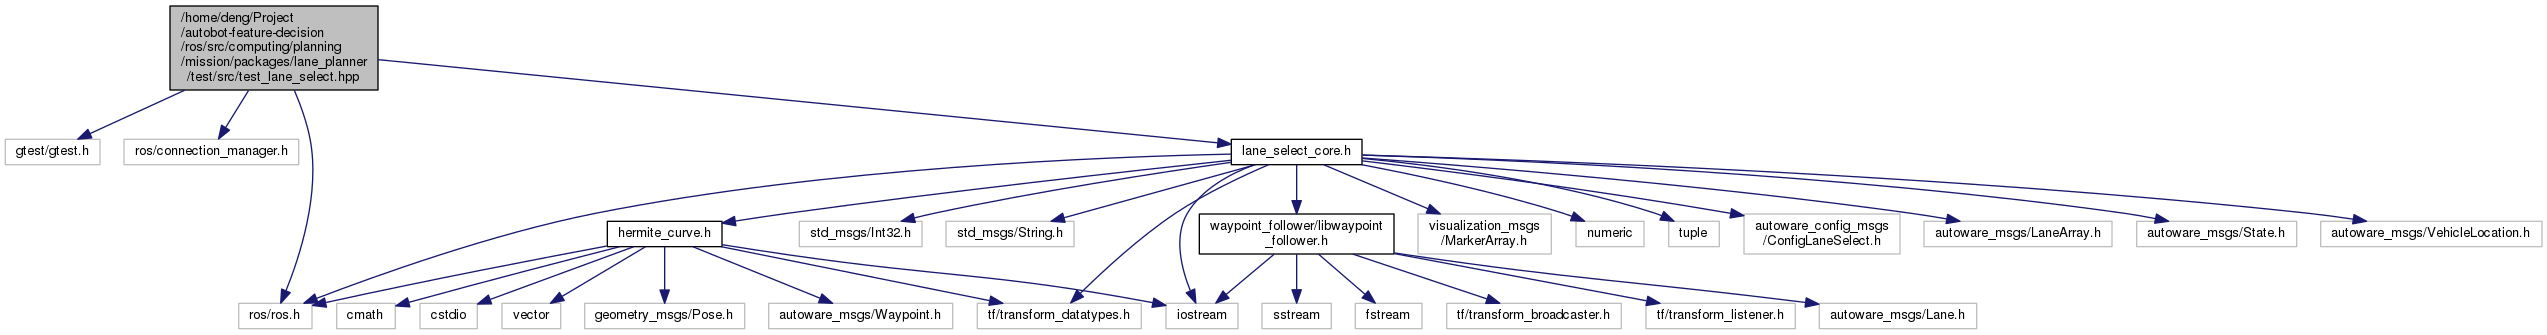 /home/deng/Project
/autobot-feature-decision
/ros/src/computing/planning
/mission/packages/lane_planner
/test/src/test_lane_select.hpp
gtest/gtest.h
ros/connection_manager.h
lane_select_core.h
hermite_curve.h
std_msgs/Int32.h
std_msgs/String.h
waypoint_follower/libwaypoint
_follower.h
visualization_msgs
/MarkerArray.h
numeric
tuple
autoware_config_msgs
/ConfigLaneSelect.h
autoware_msgs/LaneArray.h
autoware_msgs/State.h
autoware_msgs/VehicleLocation.h
ros/ros.h
cmath
cstdio
vector
geometry_msgs/Pose.h
autoware_msgs/Waypoint.h
tf/transform_datatypes.h
iostream
sstream
fstream
tf/transform_broadcaster.h
tf/transform_listener.h
autoware_msgs/Lane.h